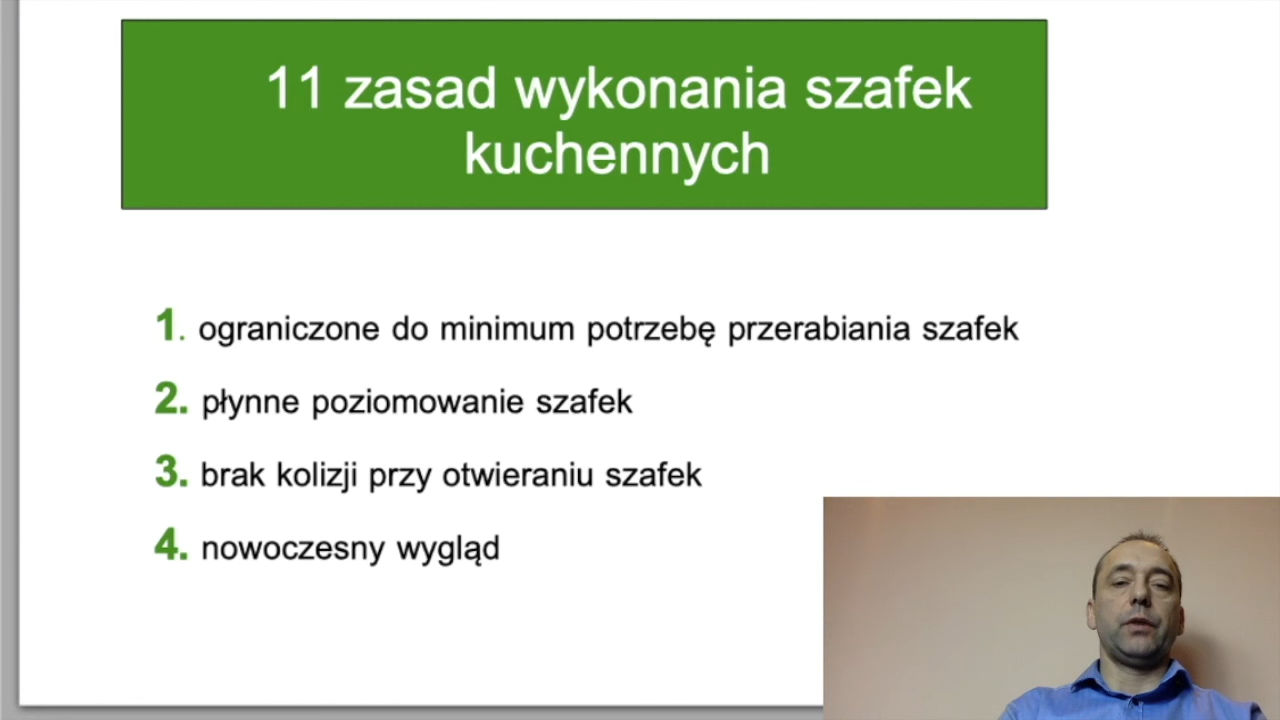 11 zasad wykonania szafek
kuchennych
1. ograniczone do minimum potrzebę przerabiania szafek
2. płynne poziomowanie szafek
3. brak kolizji przy otwieraniu szafek
4. nowoczesny wygląd